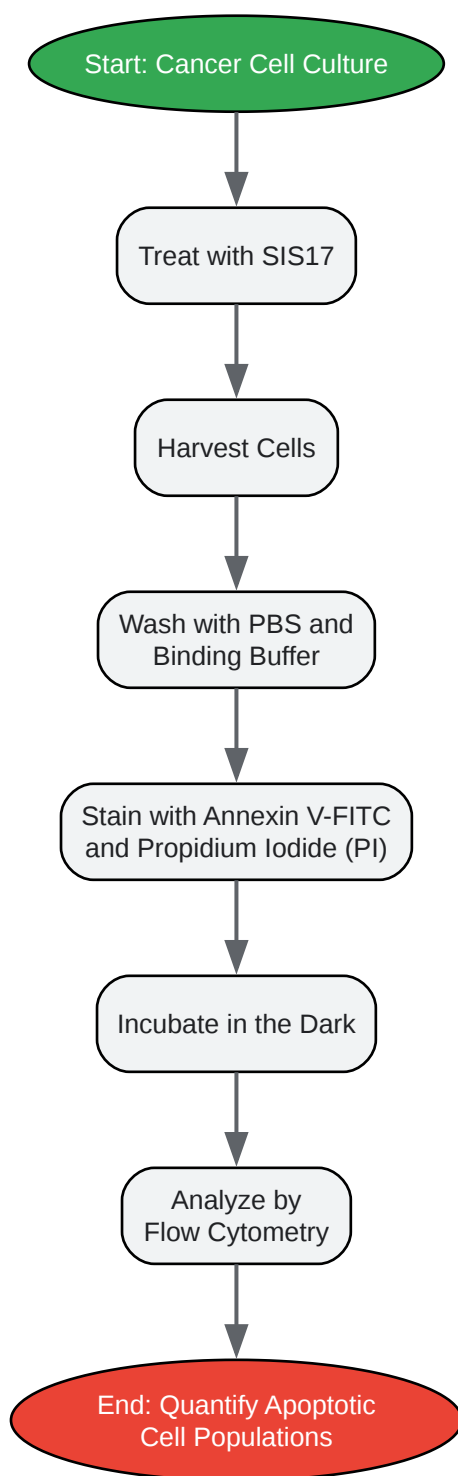 Start: Cancer Cell Culture
Treat with SIS17
Harvest Cells
Wash with PBS and
Binding Buffer
Stain with Annexin V-FITC
and Propidium Iodide (PI)
Incubate in the Dark
Analyze by
Flow Cytometry
End: Quantify Apoptotic
Cell Populations